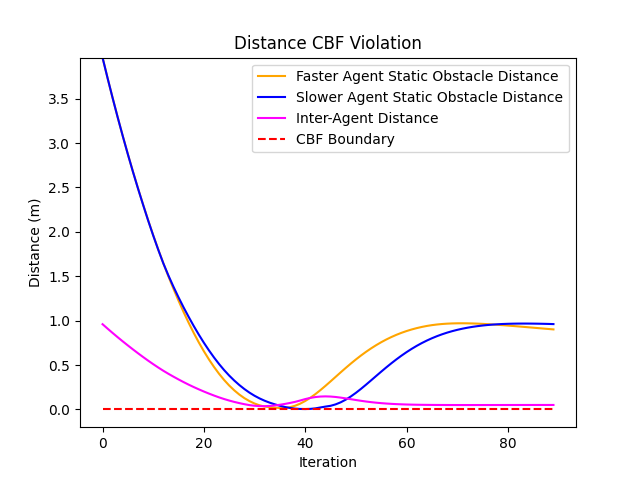 Distance CBF Violation
Faster Agent Static Obstacle Distance
Slower Agent Static Obstacle Distance
Inter-Agent Distance
CBF Boundary
Distance (m)
3.5
3.0
2.5
2.0
1.5
1.0
0.5
0.0
0 20 40 60 80
Iteration